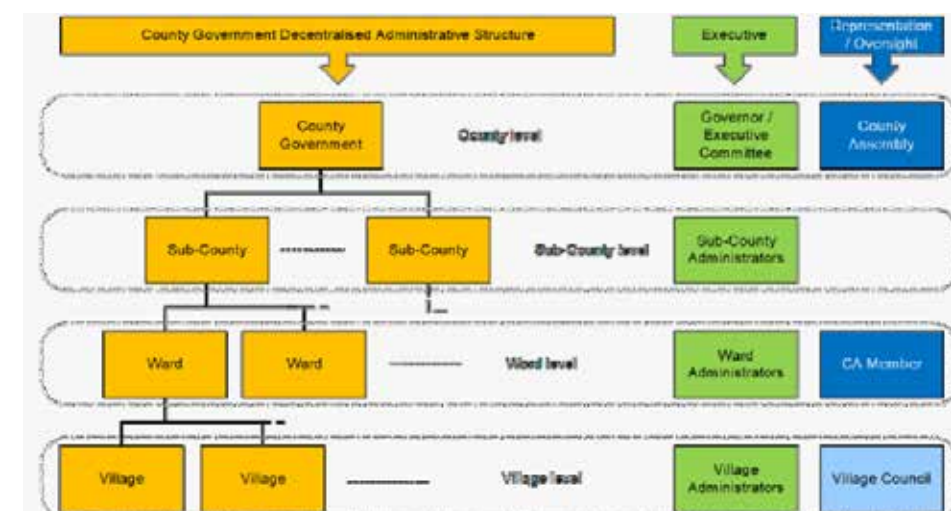 County Government Decentralised Administrative Structure
Executive
Representation
/ Oversight
County
Government
County level
Governor /
Executive
Committee
County
Assembly
Sub-County
Sub-County
Sub-County level
Sub-County
Administrators
Ward
Ward
Ward level
Ward
Administrators
CA Member
Village
Village
Village level
Village
Administrators
Village Council